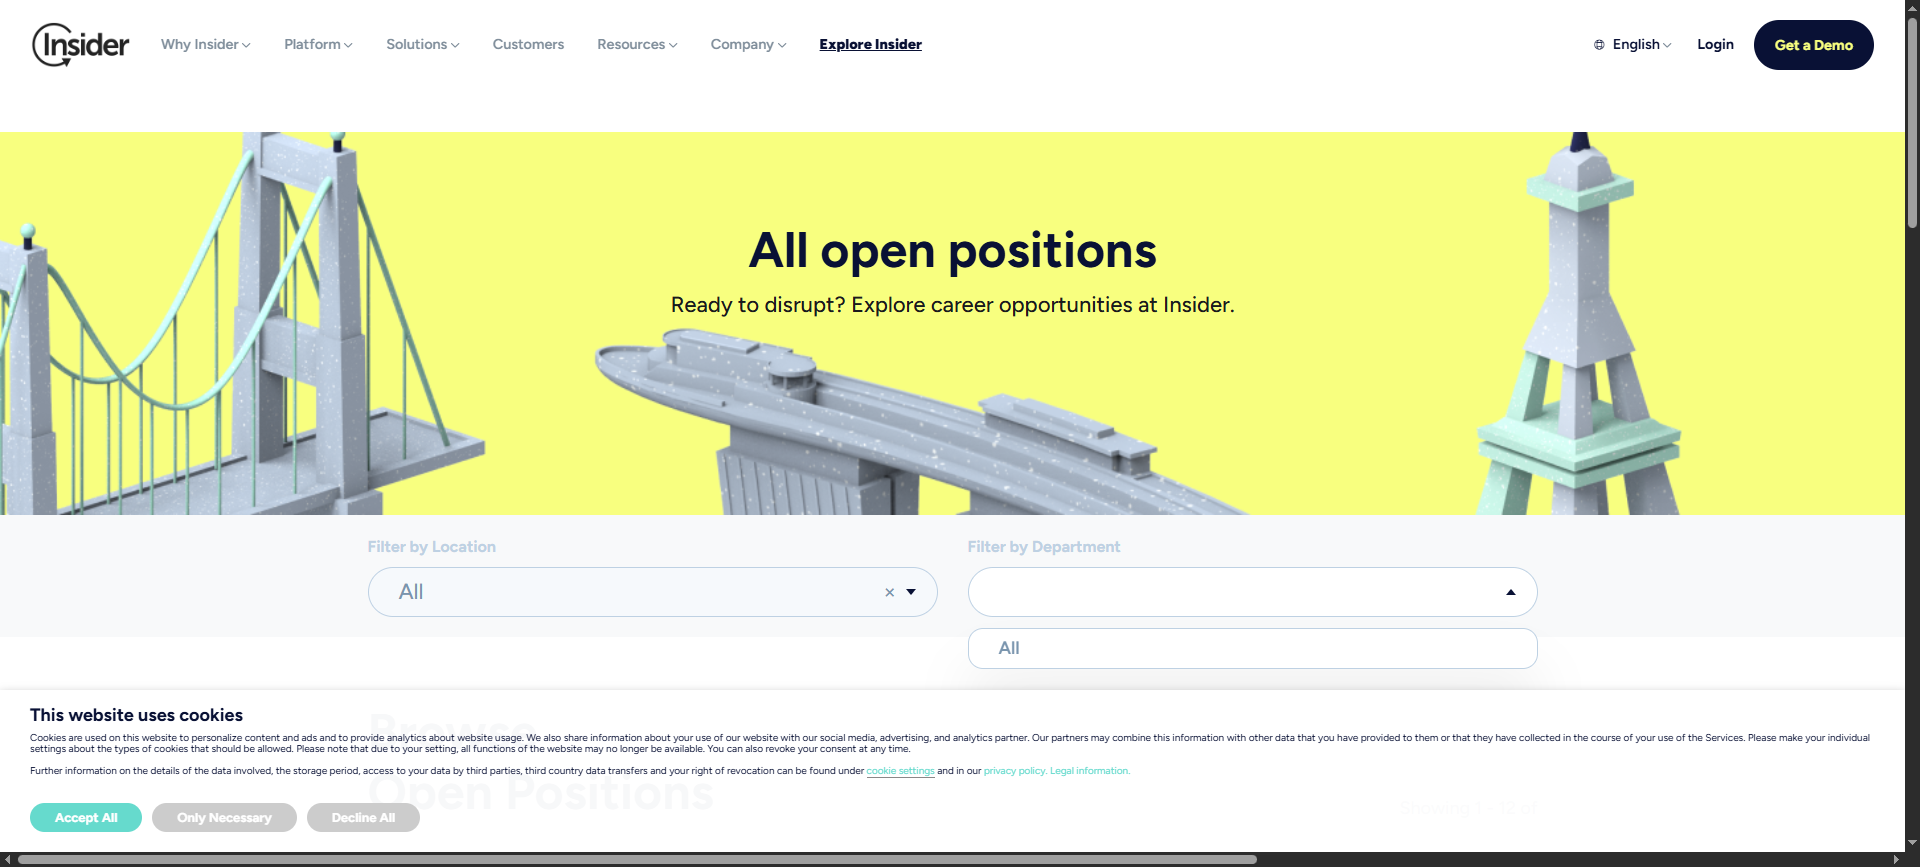 Insider
Why Insider
Platform
Solutions
Customers
Resources
Company
Explore Insider
English
Login
Get a Demo
All open positions
Ready to disrupt? Explore career opportunities at Insider.
Filter by Location
Filter by Department
All
All
This website uses cookies
Cookies are used on this website to personalize content and ads and to provide analytics about website usage. We also share information about your use of our website with our social media, advertising, and analytics partner. Our partners may combine this information with other data that you have provided to them or that they have collected in the course of your use of the Services. Please make your individual
settings about the types of cookies that should be allowed. Please note that due to your setting, all functions of the website may no longer be available. You can also revoke your consent at any time.
Further information on the details of the data involved, the storage period, access to your data by third parties, third country data transfers and your right of revocation can be found under cookie settings and in our privacy policy. Legal information.
Browse
Open Positions
Accept All
Only Necessary
Decline All